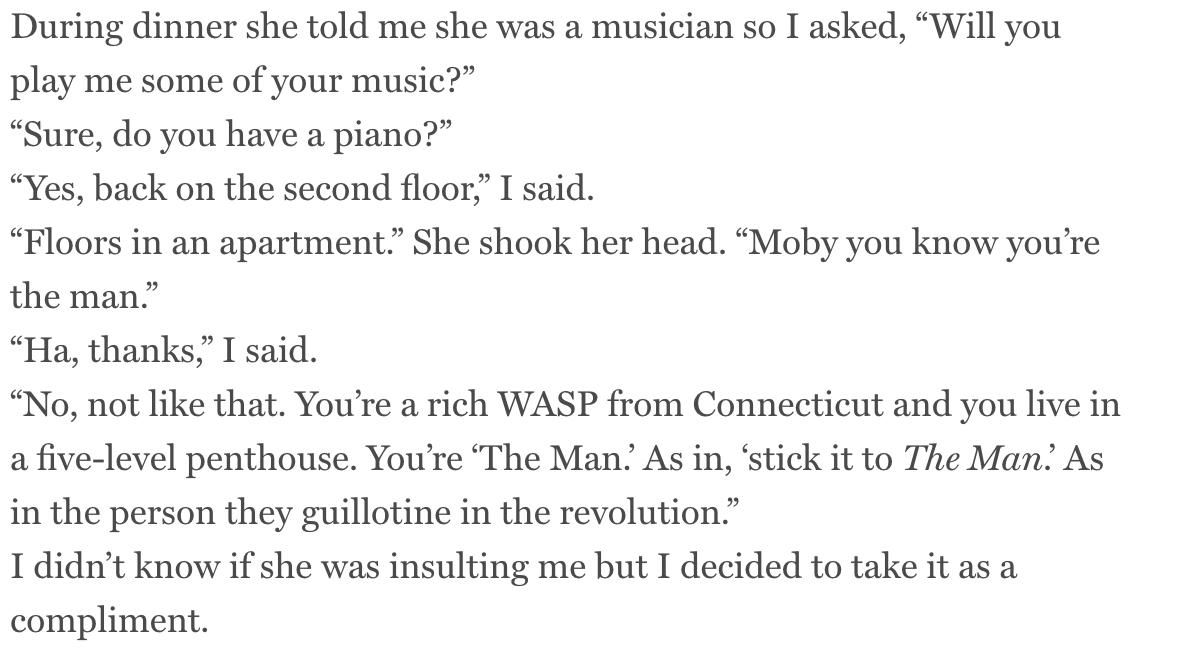 During dinner she told me she was a musician so I asked, “Will you
play me some of your music?”
“Sure, do you have a piano?”
“Yes, back on the second floor,” I said.
“Floors in an apartment.” She shook her head. “Moby you know you’re
the man.”
“Ha, thanks,” I said.
“No, not like that. You’re a rich WASP from Connecticut and you live in
a five-level penthouse. You’re ‘The Man.’ As in, ‘stick it to The Man.’ As
in the person they guillotine in the revolution.”
I didn’t know if she was insulting me but I decided to take it as a
compliment.